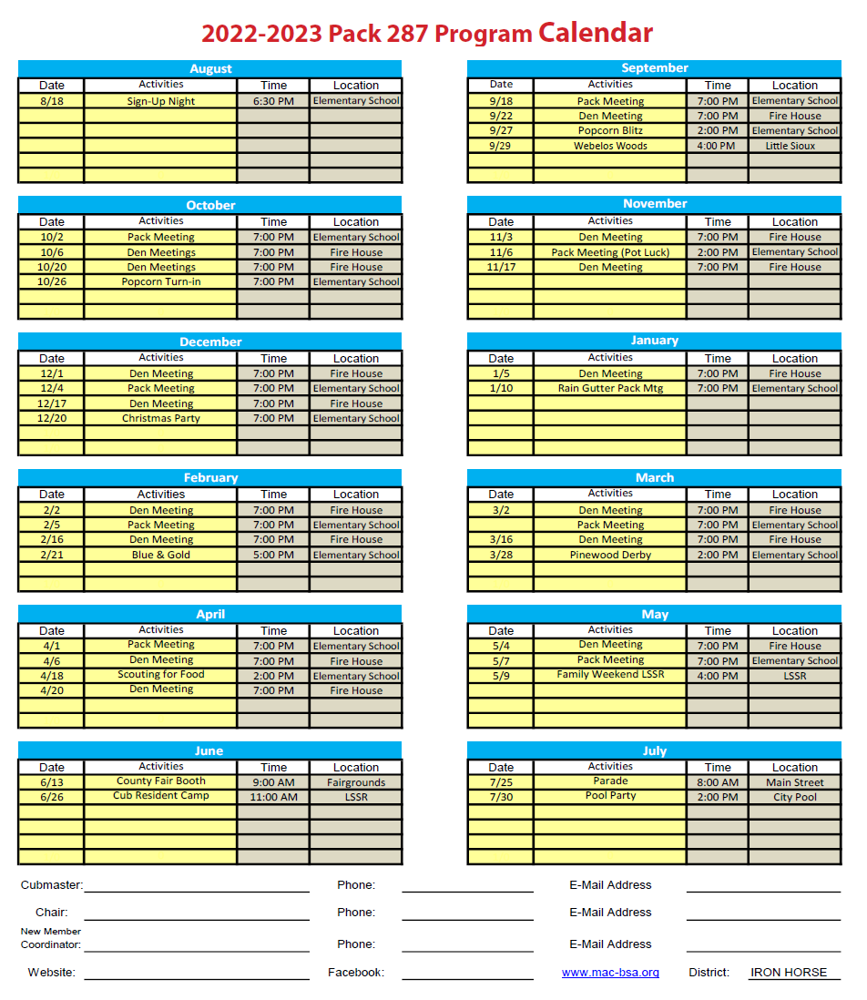 2022-2023 Pack 287 Program Calendar
August
Date Activities Time Location
8/18 Sign-Up Night 6:30 PM Elementary School
September
Date Activities Time Location
9/18 Pack Meeting 7:00 PM Elementary School
9/22 Den Meeting 7:00 PM Fire House
9/27 Popcorn Blitz 2:00 PM Elementary School
9/29 Webelos Woods 4:00 PM Little Sioux
October
Date Activities Time Location
10/2 Pack Meeting 7:00 PM Elementary School
10/6 Den Meetings 7:00 PM Fire House
10/20 Den Meetings 7:00 PM Fire House
10/26 Popcorn Turn-in 7:00 PM Elementary School
November
Date Activities Time Location
11/3 Den Meeting 7:00 PM Fire House
11/6 Pack Meeting (Pot Luck) 2:00 PM Elementary School
11/17 Den Meeting 7:00 PM Fire House
December
Date Activities Time Location
12/1 Den Meeting 7:00 PM Fire House
12/4 Pack Meeting 7:00 PM Elementary School
12/17 Den Meeting 7:00 PM Fire House
12/20 Christmas Party 7:00 PM Elementary School
January
Date Activities Time Location
1/5 Den Meeting 7:00 PM Fire House
1/10 Rain Gutter Pack Mtg 7:00 PM Elementary School
February
Date Activities Time Location
2/2 Den Meeting 7:00 PM Fire House
2/5 Pack Meeting 7:00 PM Elementary School
2/16 Den Meeting 7:00 PM Fire House
2/21 Blue & Gold 5:00 PM Elementary School
March
Date Activities Time Location
3/2 Den Meeting 7:00 PM Fire House
Pack Meeting 7:00 PM Elementary School
3/16 Den Meeting 7:00 PM Fire House
3/28 Pinewood Derby 2:00 PM Elementary School
April
Date Activities Time Location
4/1 Pack Meeting 7:00 PM Elementary School
4/6 Den Meeting 7:00 PM Fire House
4/18 Scouting for Food 2:00 PM Elementary School
4/20 Den Meeting 7:00 PM Fire House
May
Date Activities Time Location
5/4 Den Meeting 7:00 PM Fire House
5/7 Pack Meeting 7:00 PM Elementary School
5/9 Family Weekend LSSR 4:00 PM LSSR
June
Date Activities Time Location
6/13 County Fair Booth 9:00 AM Fairgrounds
6/26 Cub Resident Camp 11:00 AM LSSR
July
Date Activities Time Location
7/25 Parade 8:00 AM Main Street
7/30 Pool Party 2:00 PM City Pool
Cubmaster: Phone: E-Mail Address
Chair: Phone: E-Mail Address
New Member
Coordinator: Phone: E-Mail Address
Website: Facebook: www.mac-bsa.org District: IRON HORSE